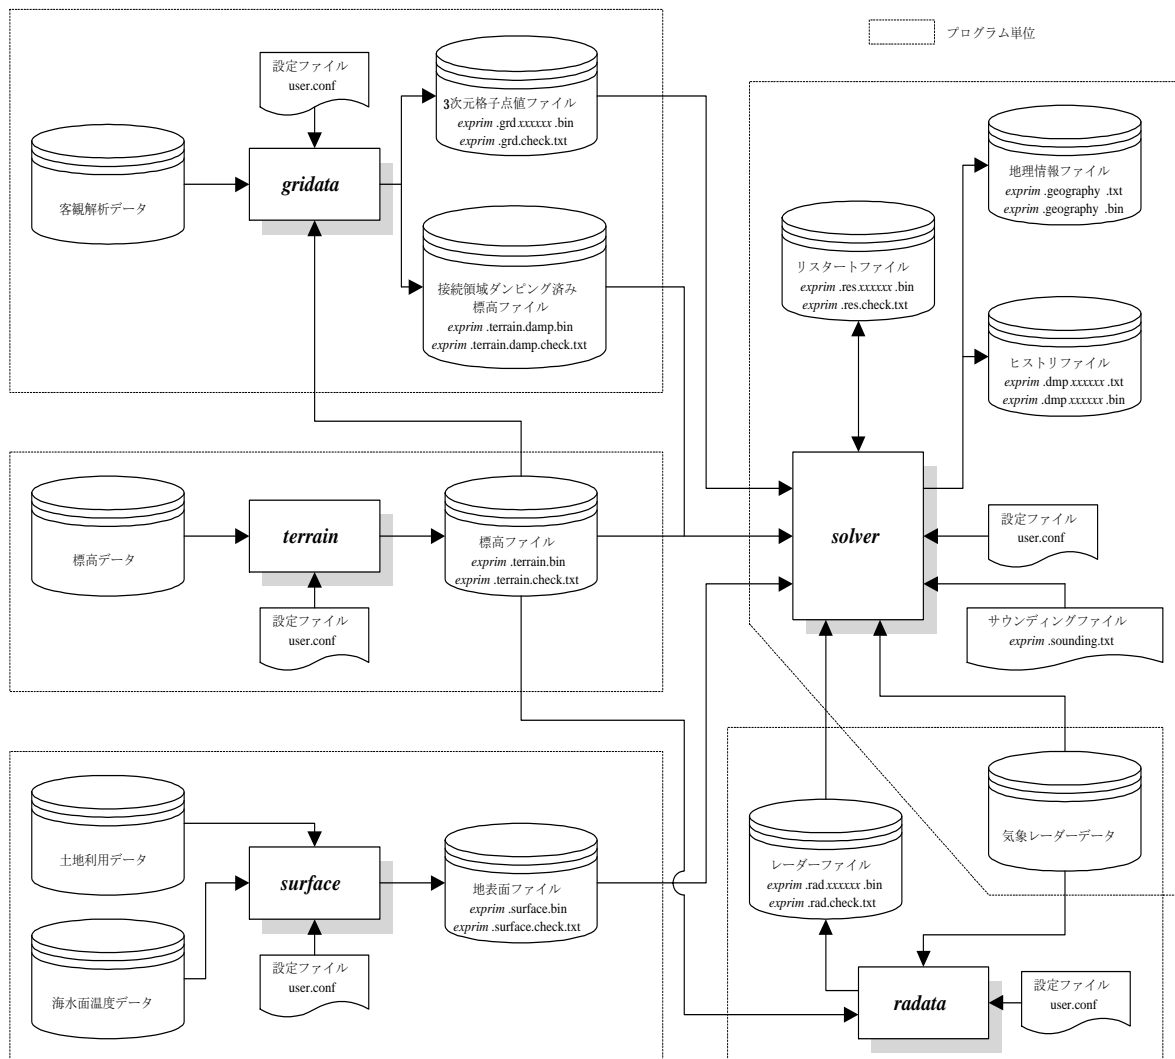 プログラム単位
設定ファイル
user.conf
客観解析データ
gridata
3次元格子点値ファイル
exprim .grd xxxxxx .bin
exprim .grd.check.txt
接続領域ダンピング済み
標高ファイル
exprim .terrain.damp.bin
exprim .terrain.damp.check.txt
標高データ
terrain
設定ファイル
user.conf
標高ファイル
exprim .terrain.bin
exprim .terrain.check.txt
土地利用データ
海水面温度データ
surface
設定ファイル
user.conf
地表面ファイル
exprim .surface.bin
exprim .surface.check.txt
リスタートファイル
exprim .res xxxxxx .bin
exprim .res.check.txt
地理情報ファイル
exprim .geography .txt
exprim .geography .bin
ヒストリファイル
exprim .dmp xxxxxx .txt
exprim .dmp xxxxxx .bin
solver
設定ファイル
user.conf
サウンディングファイル
exprim .sounding.txt
レーダーファイル
exprim .rad xxxxxx .bin
exprim .rad.check.txt
気象レーダーデータ
radata
設定ファイル
user.conf